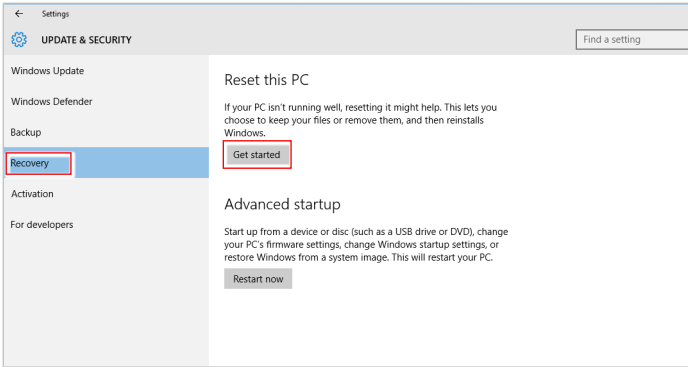 Settings
UPDATE & SECURITY
Find a setting
Windows Update
Windows Defender
Backup
Recovery
Activation
For developers
Reset this PC
If your PC isn't running well, resetting it might help. This lets you
choose to keep your files or remove them, and then reinstalls
Windows.
Get started
Advanced startup
Start up from a device or disc (such as a USB drive or DVD), change
your PC's firmware settings, change Windows startup settings, or
restore Windows from a system image. This will restart your PC.
Restart now